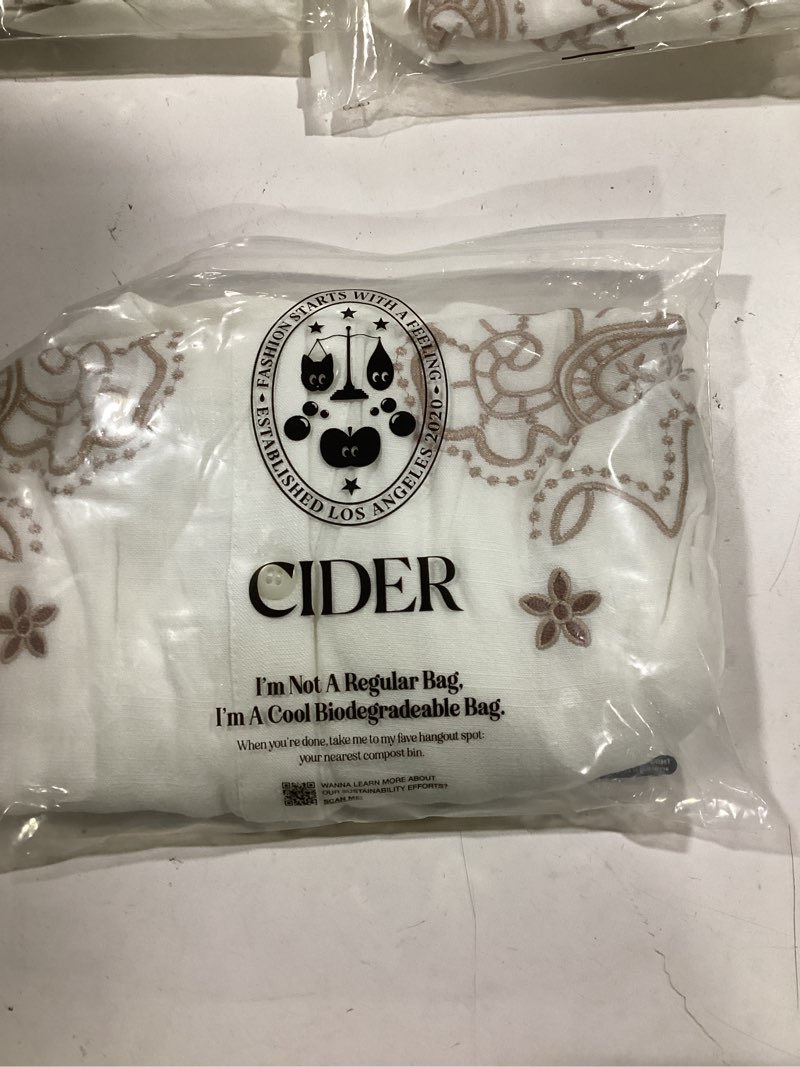 FASHION STARTS WITH A FEELING
ESTABLISHED LOS ANGELES 2020
CIDER
I'm Not A Regular Bag,
I'm A Cool Biodegradeable Bag.
When you're done, take me to my fave hangout spot:
your nearest compost bin.
WANNA LEARN MORE ABOUT
OUR SUSTAINABILITY EFFORTS?
SCAN ME!